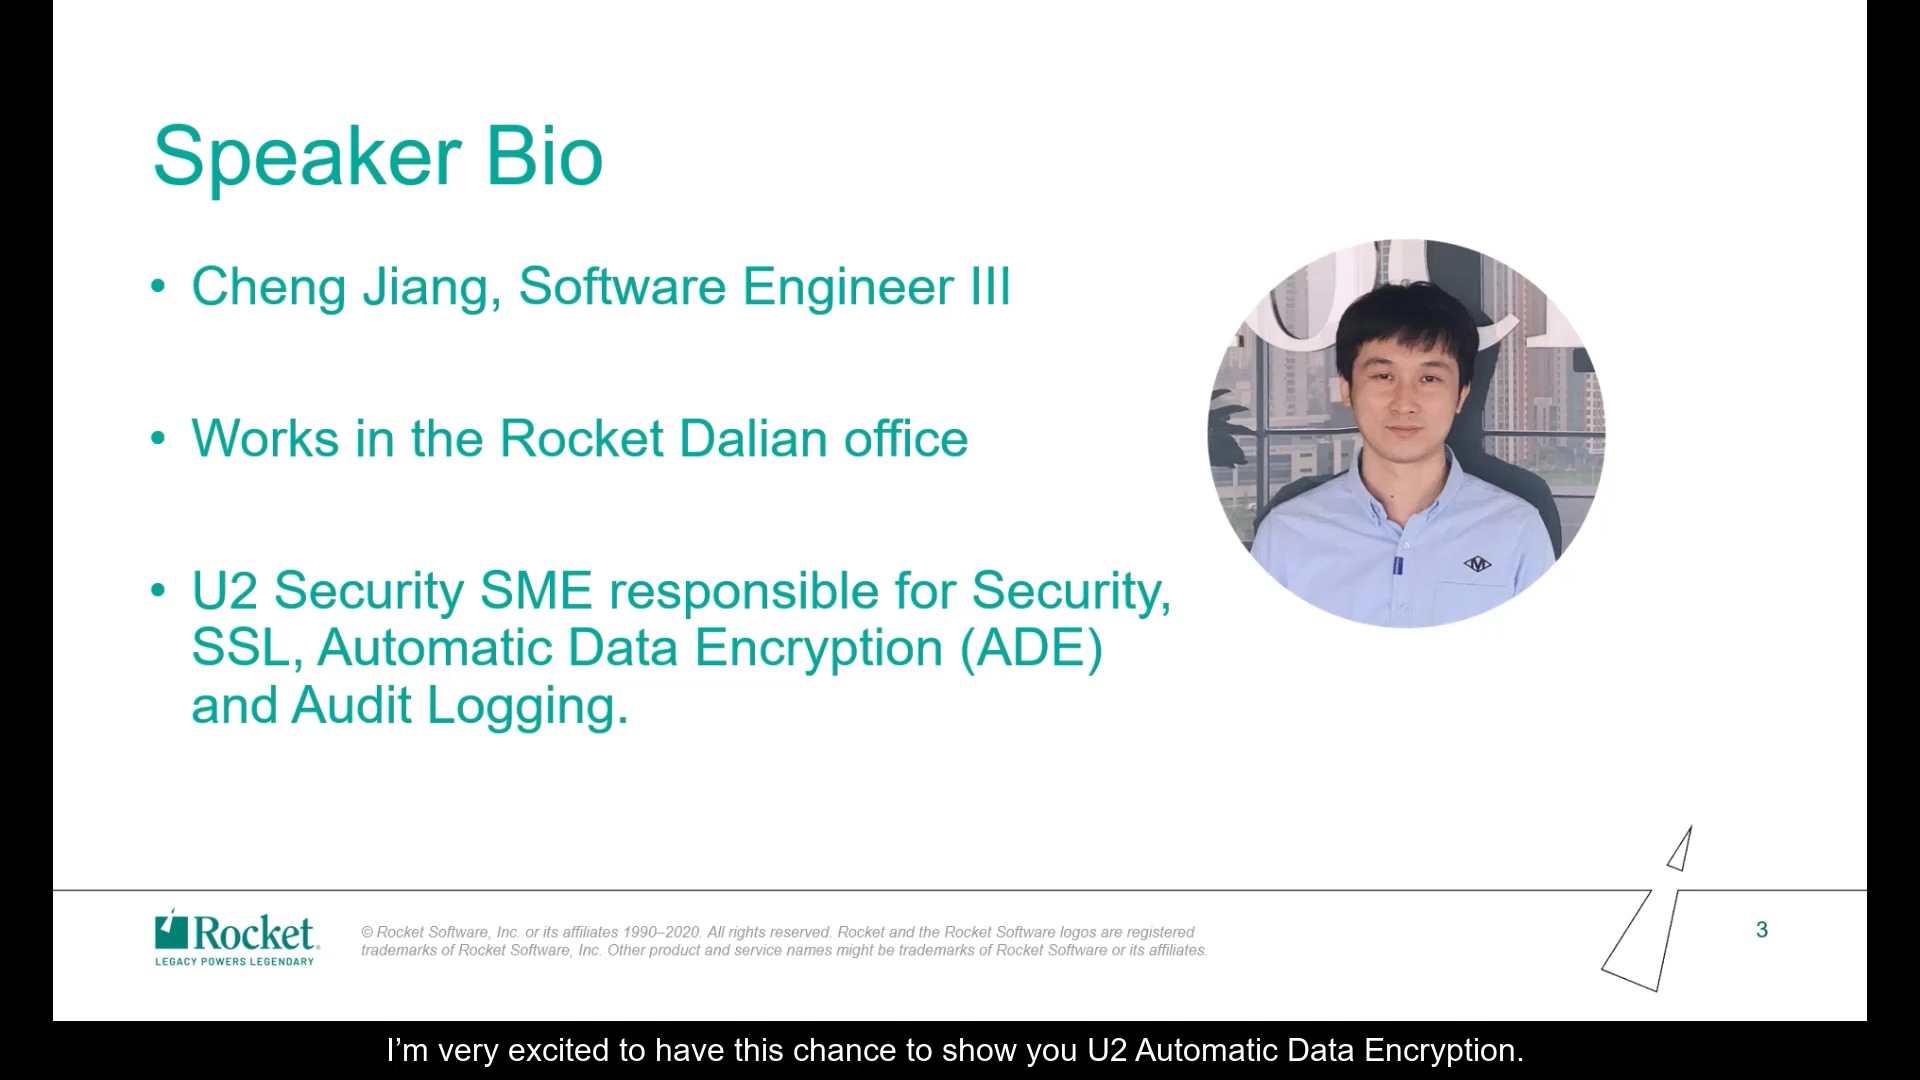 Speaker Bio
• Cheng Jiang, Software Engineer III
• Works in the Rocket Dalian office
• U2 Security SME responsible for Security,
SSL, Automatic Data Encryption (ADE)
and Audit Logging.
Rocket
LEGACY POWERS LEGENDARY
© Rocket Software, Inc. or its affiliates 1990–2020. All rights reserved. Rocket and the Rocket Software logos are registered
trademarks of Rocket Software, Inc. Other product and service names might be trademarks of Rocket Software or its affiliates.
3
I’m very excited to have this chance to show you U2 Automatic Data Encryption.